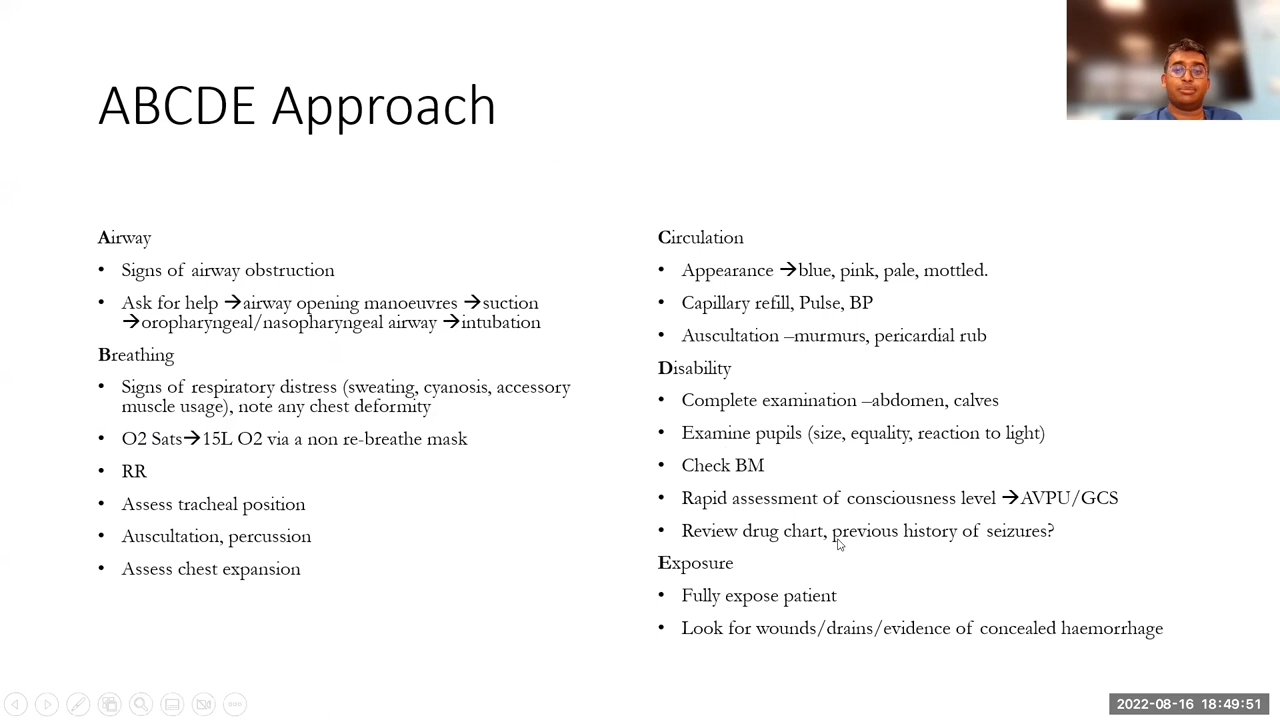 ABCDE Approach
Airway
• Signs of airway obstruction
• Ask for help →airway opening manoeuvres →suction
→oropharyngeal/nasopharyngeal airway →intubation
Breathing
• Signs of respiratory distress (sweating, cyanosis, accessory
muscle usage), note any chest deformity
• O2 Sats→15L O2 via a non re-breathe mask
• RR
• Assess tracheal position
• Auscultation, percussion
• Assess chest expansion
Circulation
• Appearance →blue, pink, pale, mottled.
• Capillary refill, Pulse, BP
• Auscultation –murmurs, pericardial rub
Disability
• Complete examination –abdomen, calves
• Examine pupils (size, equality, reaction to light)
• Check BM
• Rapid assessment of consciousness level →AVPU/GCS
• Review drug chart, previous history of seizures?
Exposure
• Fully expose patient
• Look for wounds/drains/evidence of concealed haemorrhage
2022-08-16 18:49:51